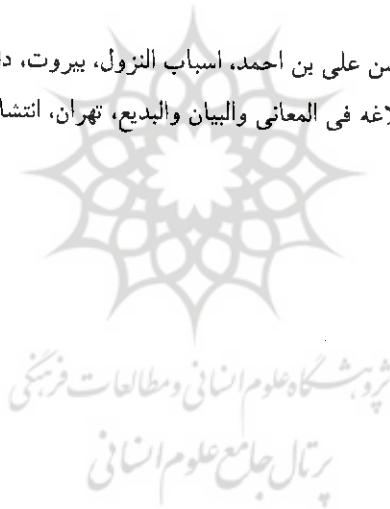 سن علی بن احمد، اسباب النزول، بیروت، دا
لاغه فی المعانی والبیان والبدیع، تهران، انتشا
پژوهشگاه علوم انسانی و مطالعات فرهنگی
پرتال جامع علوم انسانی